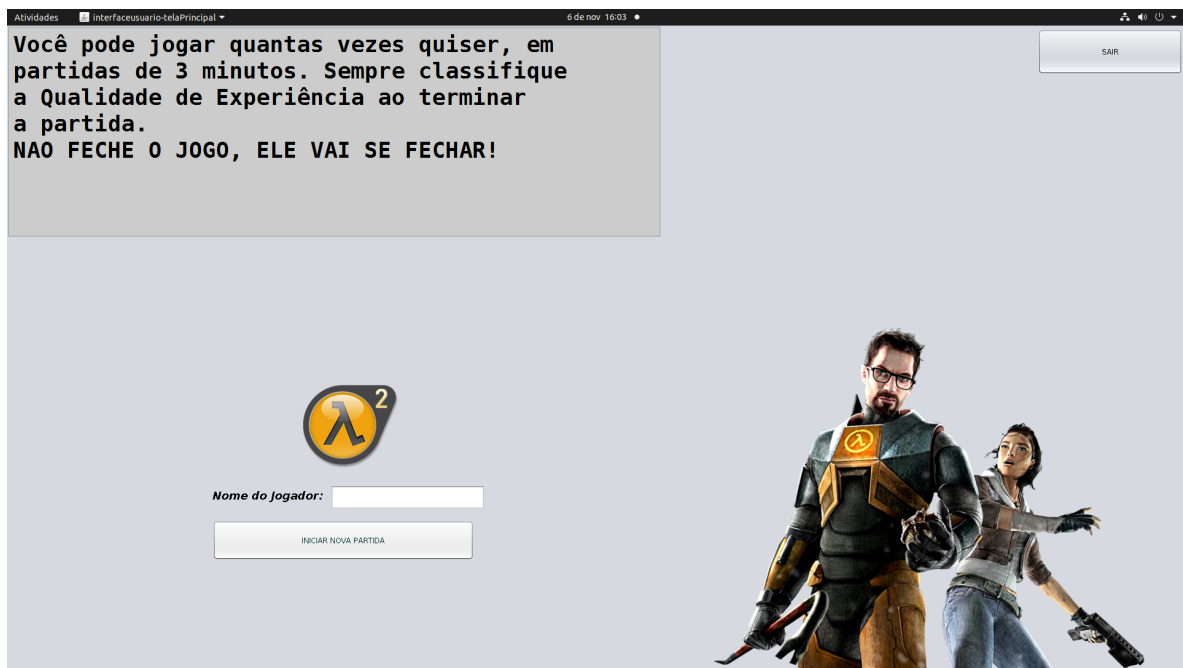 Atividades interfaceusuario-telaPrincipal 6 de nov 16:03
Você pode jogar quantas vezes quiser, em
partidas de 3 minutos. Sempre classifique
a Qualidade de Experiência ao terminar
a partida.
NAO FECHE O JOGO, ELE VAI SE FECHAR!
SAIR
λ 2
Nome do Jogador:
INICIAR NOVA PARTIDA
λ